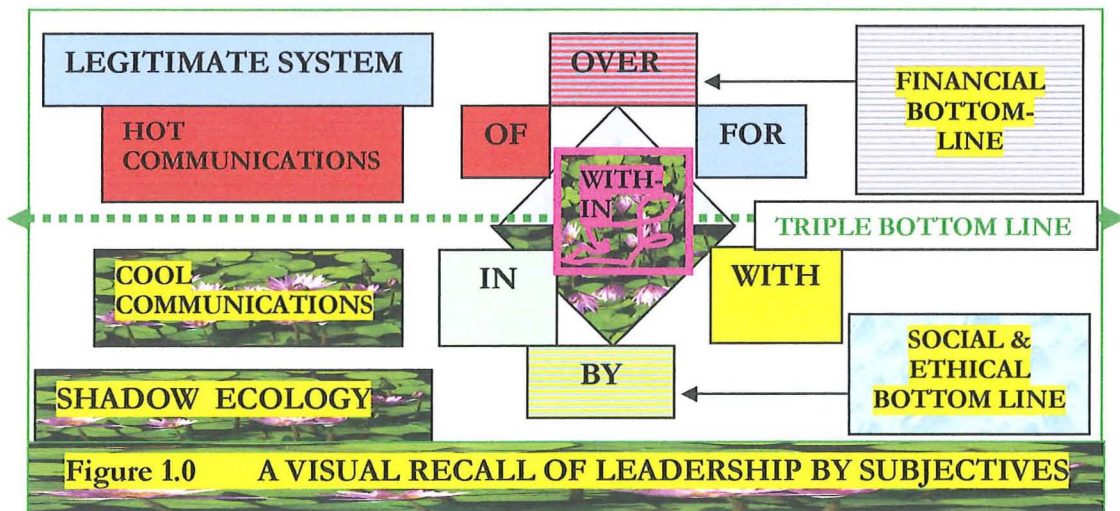 LEGITIMATE SYSTEM
HOT
COMMUNICATIONS
OVER
OF
FOR
FINANCIAL
BOTTOM-
LINE
WITH-
IN
TRIPLE BOTTOM LINE
COOL
COMMUNICATIONS
IN
WITH
SHADOW ECOLOGY
BY
SOCIAL &
ETHICAL
BOTTOM LINE
Figure 1.0 A VISUAL RECALL OF LEADERSHIP BY SUBJECTIVES